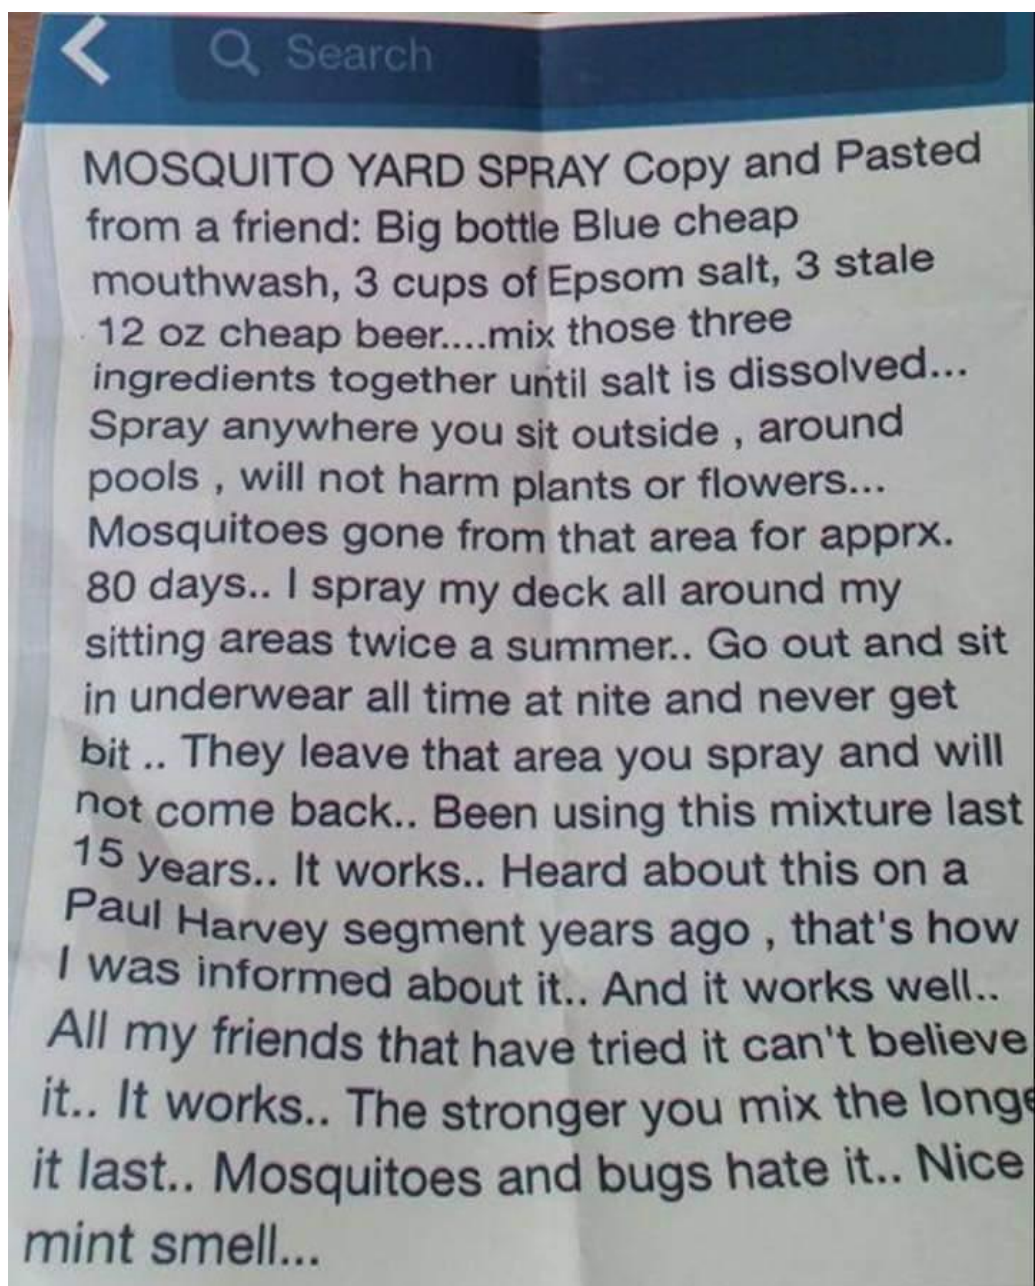 Search
MOSQUITO YARD SPRAY Copy and Pasted
from a friend: Big bottle Blue cheap
mouthwash, 3 cups of Epsom salt, 3 stale
12 oz cheap beer....mix those three
ingredients together until salt is dissolved...
Spray anywhere you sit outside , around
pools , will not harm plants or flowers...
Mosquitoes gone from that area for apprx.
80 days.. I spray my deck all around my
sitting areas twice a summer.. Go out and sit
in underwear all time at nite and never get
bit .. They leave that area you spray and will
not come back.. Been using this mixture last
15 years.. It works.. Heard about this on a
Paul Harvey segment years ago , that's how
I was informed about it.. And it works well..
All my friends that have tried it can't believe
it.. It works.. The stronger you mix the longe
it last.. Mosquitoes and bugs hate it.. Nice
mint smell...